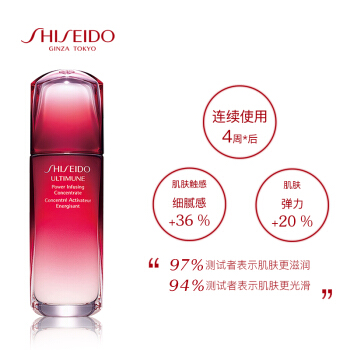 SHISEIDO
GINZA TOKYO
SHISEIDO
ULTIMUNE
Power Infusing
Concentrate
Concentré Activateur
Energisant
连续使用
4周*后
肌肤触感
细腻感
+36 %
肌肤
弹力
+20 %
“ 97%测试者表示肌肤更滋润
94%测试者表示肌肤更光滑 ”